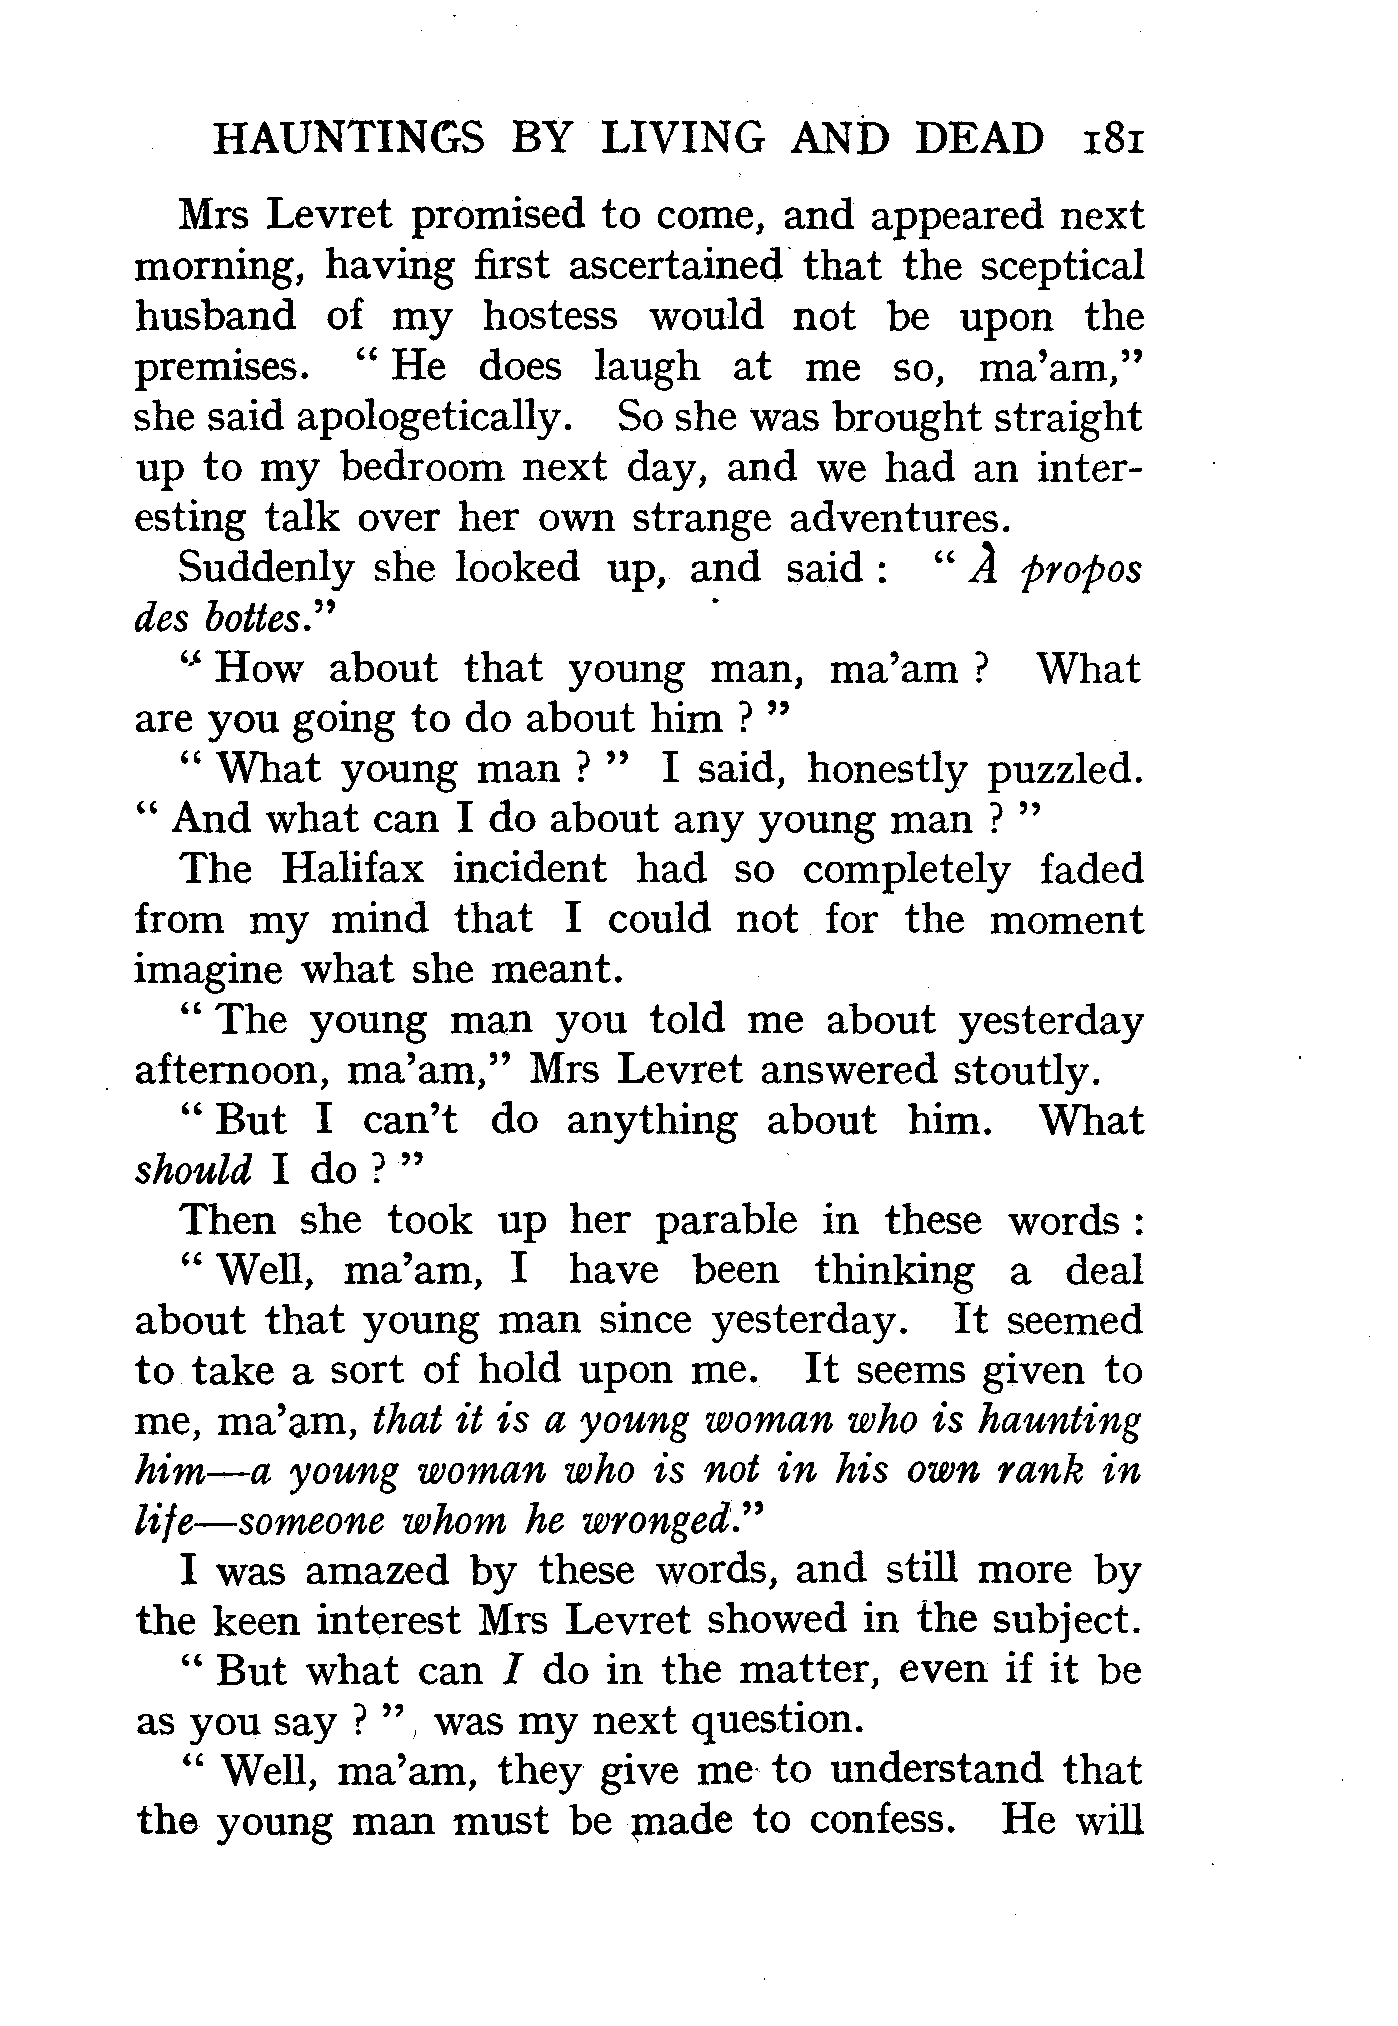 HAUNTINGS BY LIVING AND DEAD 181
Mrs Levret promised to come, and appeared next
morning, having first ascertained that the sceptical
husband of my hostess would not be upon the
premises. “ He does laugh at me so, ma’am,”
she said apologetically. So she was brought straight
up to my bedroom next day, and we had an inter-
esting talk over her own strange adventures.
Suddenly she looked up, and said : “ À propos
des bottes.”
“ How about that young man, ma’am ? What
are you going to do about him ? ”
“ What young man ? ” I said, honestly puzzled.
“ And what can I do about any young man ? ”
The Halifax incident had so completely faded
from my mind that I could not for the moment
imagine what she meant.
“ The young man you told me about yesterday
afternoon, ma’am,” Mrs Levret answered stoutly.
“ But I can’t do anything about him. What
should I do ? ”
Then she took up her parable in these words :
“ Well, ma’am, I have been thinking a deal
about that young man since yesterday. It seemed
to take a sort of hold upon me. It seems given to
me, ma’am, that it is a young woman who is haunting
him—a young woman who is not in his own rank in
life—someone whom he wronged.”
I was amazed by these words, and still more by
the keen interest Mrs Levret showed in the subject.
“ But what can I do in the matter, even if it be
as you say ? ” was my next question.
“ Well, ma’am, they give me to understand that
the young man must be made to confess. He will